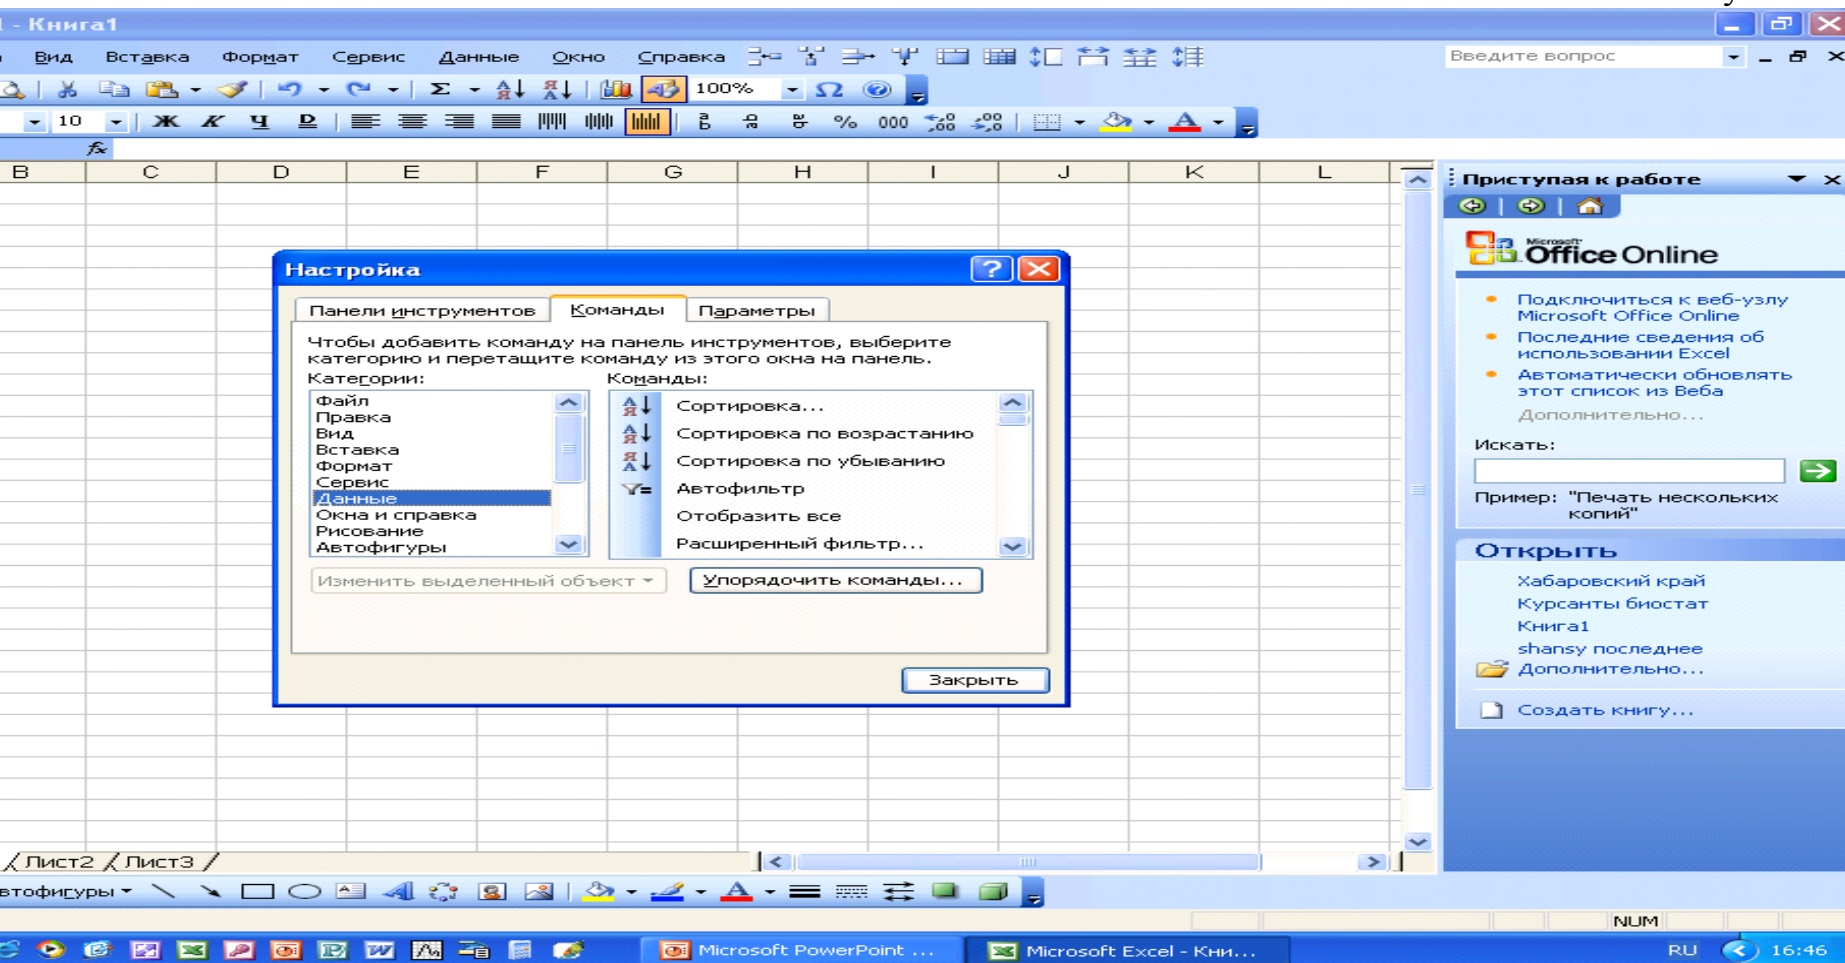 - Книга1
Вид Вставка Формат Сервис Данные Окно Справка
Введите вопрос
100%
10 Ж К Ч % 000
fx
B C D E F G H I J K L
Приступая к работе
Microsoft
Office Online
Подключиться к веб-узлу
Microsoft Office Online
Последние сведения об
использовании Excel
Автоматически обновлять
этот список из Веба
Дополнительно...
Искать:
Пример: "Печать нескольких
копий"
Открыть
Хабаровский край
Курсанты биостат
Книга1
shansy последнее
Дополнительно...
Создать книгу...
Настройка
Панели инструментов Команды Параметры
Чтобы добавить команду на панель инструментов, выберите
категорию и перетащите команду из этого окна на панель.
Категории:
Файл
Правка
Вид
Вставка
Формат
Сервис
Данные
Окна и справка
Рисование
Автофигуры
Команды:
Сортировка...
Сортировка по возрастанию
Сортировка по убыванию
Автофильтр
Отобразить все
Расширенный фильтр...
Изменить выделенный объект
Упорядочить команды...
Закрыть
Лист2 Лист3
втофигуры
NUM
Microsoft PowerPoint ... Microsoft Excel - Кни... RU 16:46